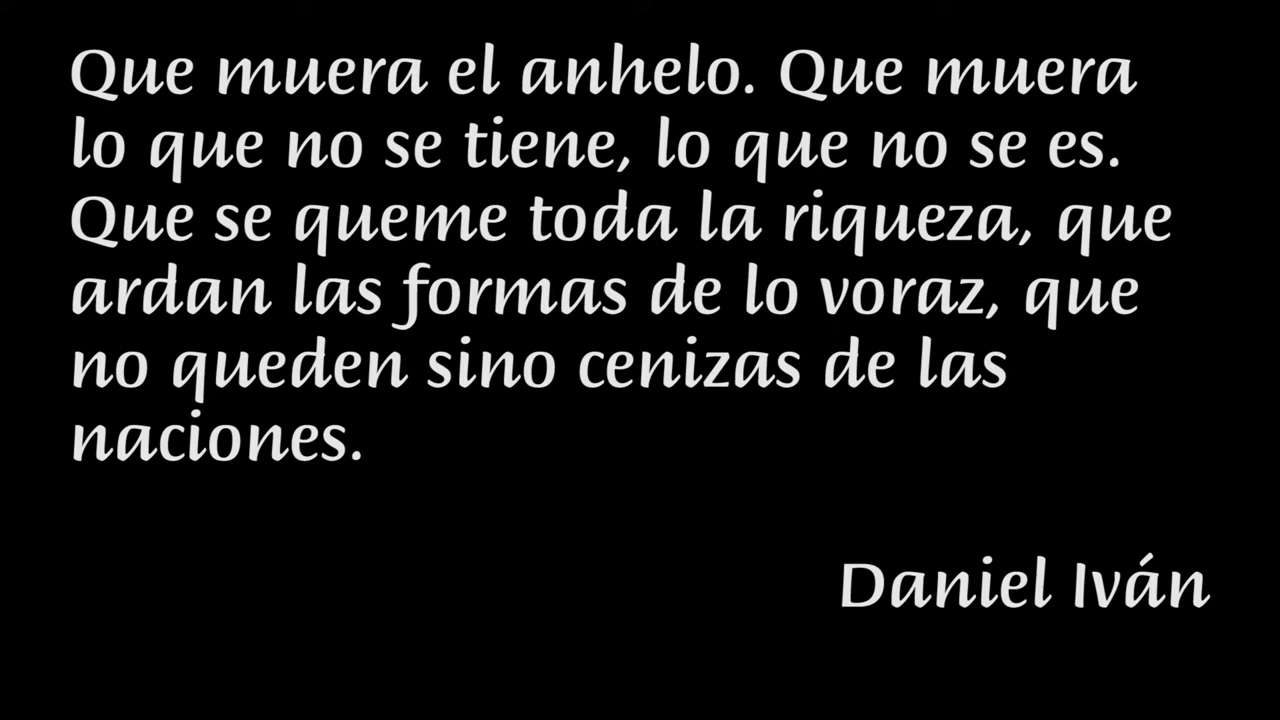 Que muera el anhelo. Que muera
lo que no se tiene, lo que no se es.
Que se queme toda la riqueza, que
ardan las formas de lo voraz, que
no queden sino cenizas de las
naciones.
Daniel Iván